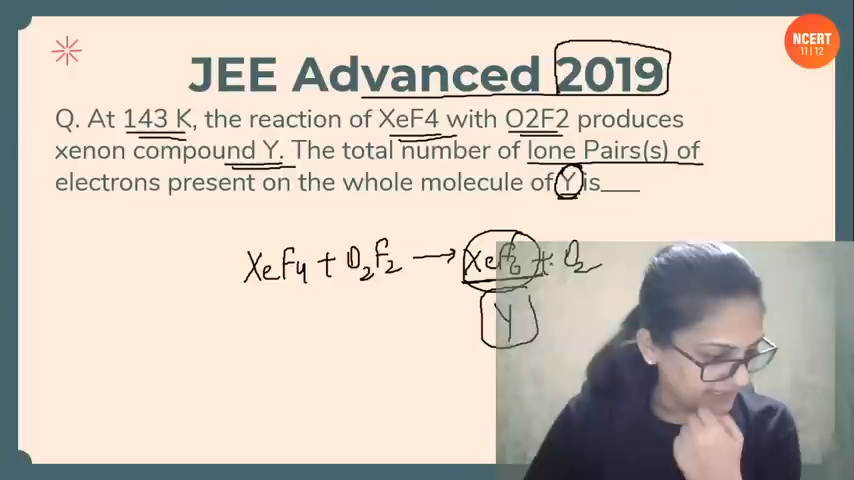 NCERT
11|12
JEE Advanced 2019
Q. At 143 K, the reaction of XeF4 with O2F2 produces
xenon compound Y. The total number of lone Pairs(s) of
electrons present on the whole molecule of Y is___
XeF4 + O2F2 → XeF6 + O2
Y